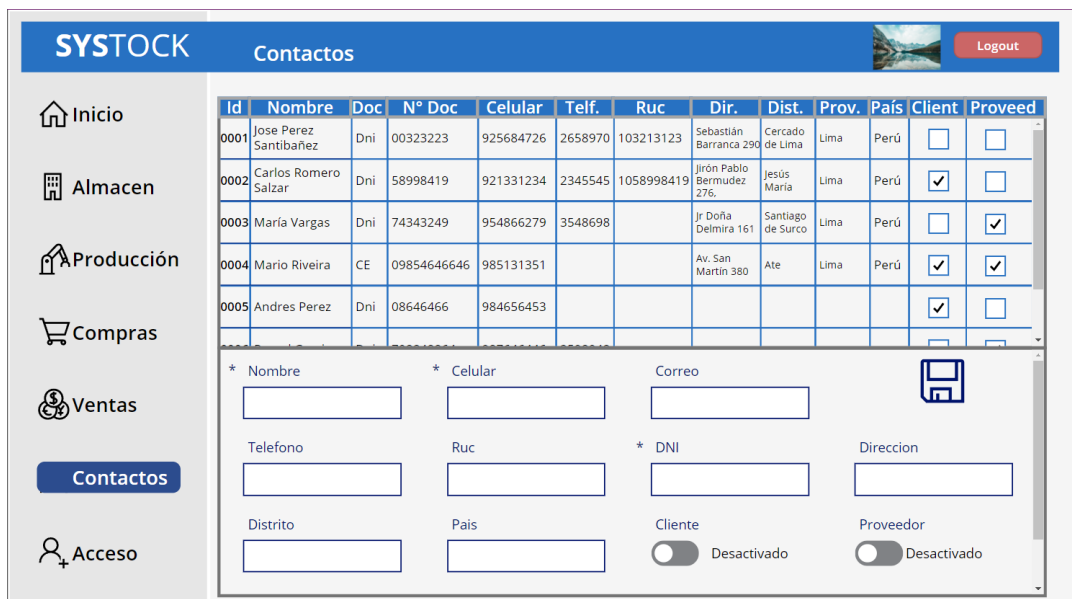 SYSTOCK
Contactos
Logout
Inicio
Almacen
Producción
Compras
Ventas
Contactos
Acceso
Id Nombre Doc N° Doc Celular Telf. Ruc Dir. Dist. Prov. País Client Proveed
0001 Jose Perez Santibañez Dni 00323223 925684726 2658970 103213123 Sebastián Barranca 290 Cercado de Lima Lima Perú
0002 Carlos Romero Salzar Dni 58998419 921331234 2345545 1058998419 Jirón Pablo Bermudez 276, Jesús María Lima Perú
0003 María Vargas Dni 74343249 954866279 3548698 Jr Doña Delmira 161 Santiago de Surco Lima Perú
0004 Mario Riveira CE 09854646646 985131351 Av. San Martín 380 Ate Lima Perú
0005 Andres Perez Dni 08646466 984656453
* Nombre * Celular Correo
Telefono Ruc * DNI Direccion
Distrito Pais Cliente Proveedor
Desactivado Desactivado